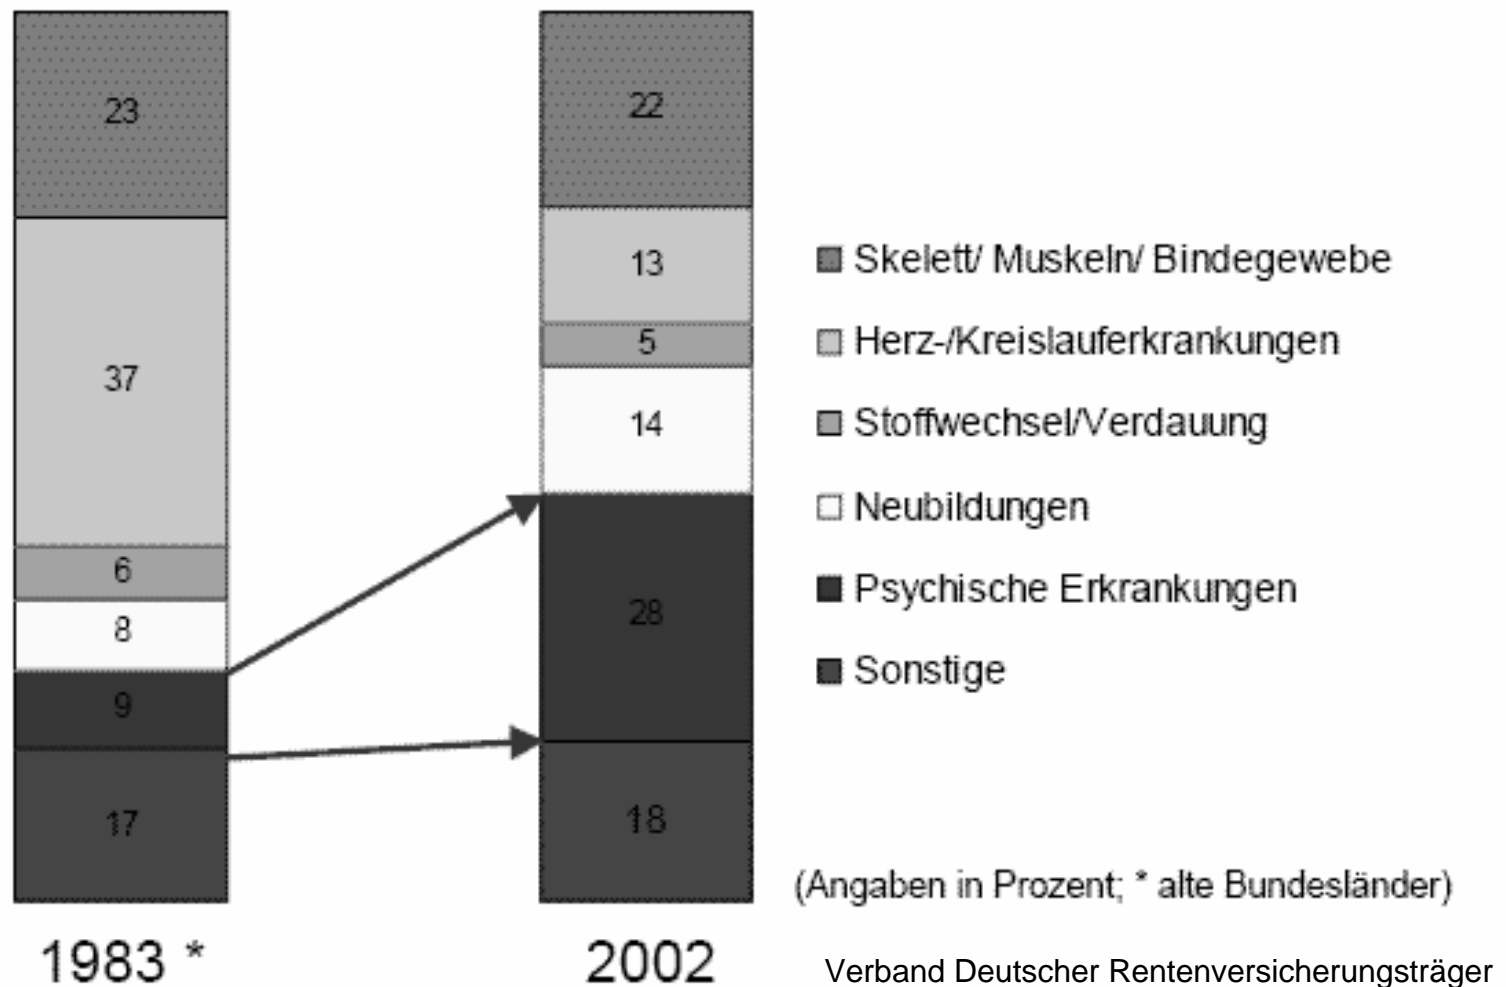 23
37
6
8
9
17
22
13
5
14
28
18
Skelett/ Muskeln/ Bindegewebe
Herz-/Kreislauferkrankungen
Stoffwechsel/Verdauung
Neubildungen
Psychische Erkrankungen
Sonstige
(Angaben in Prozent; * alte Bundesländer)
1983 *
2002
Verband Deutscher Rentenversicherungsträger